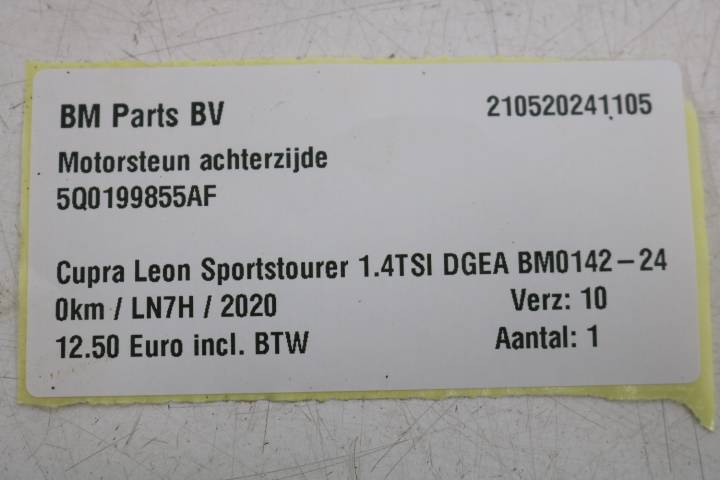 BM Parts BV 210520241105
Motorsteun achterzijde
5Q0199855AF
Cupra Leon Sportstourer 1.4TSI DGEA BM0142-24
0km / LN7H / 2020 Verz: 10
12.50 Euro incl. BTW Aantal: 1